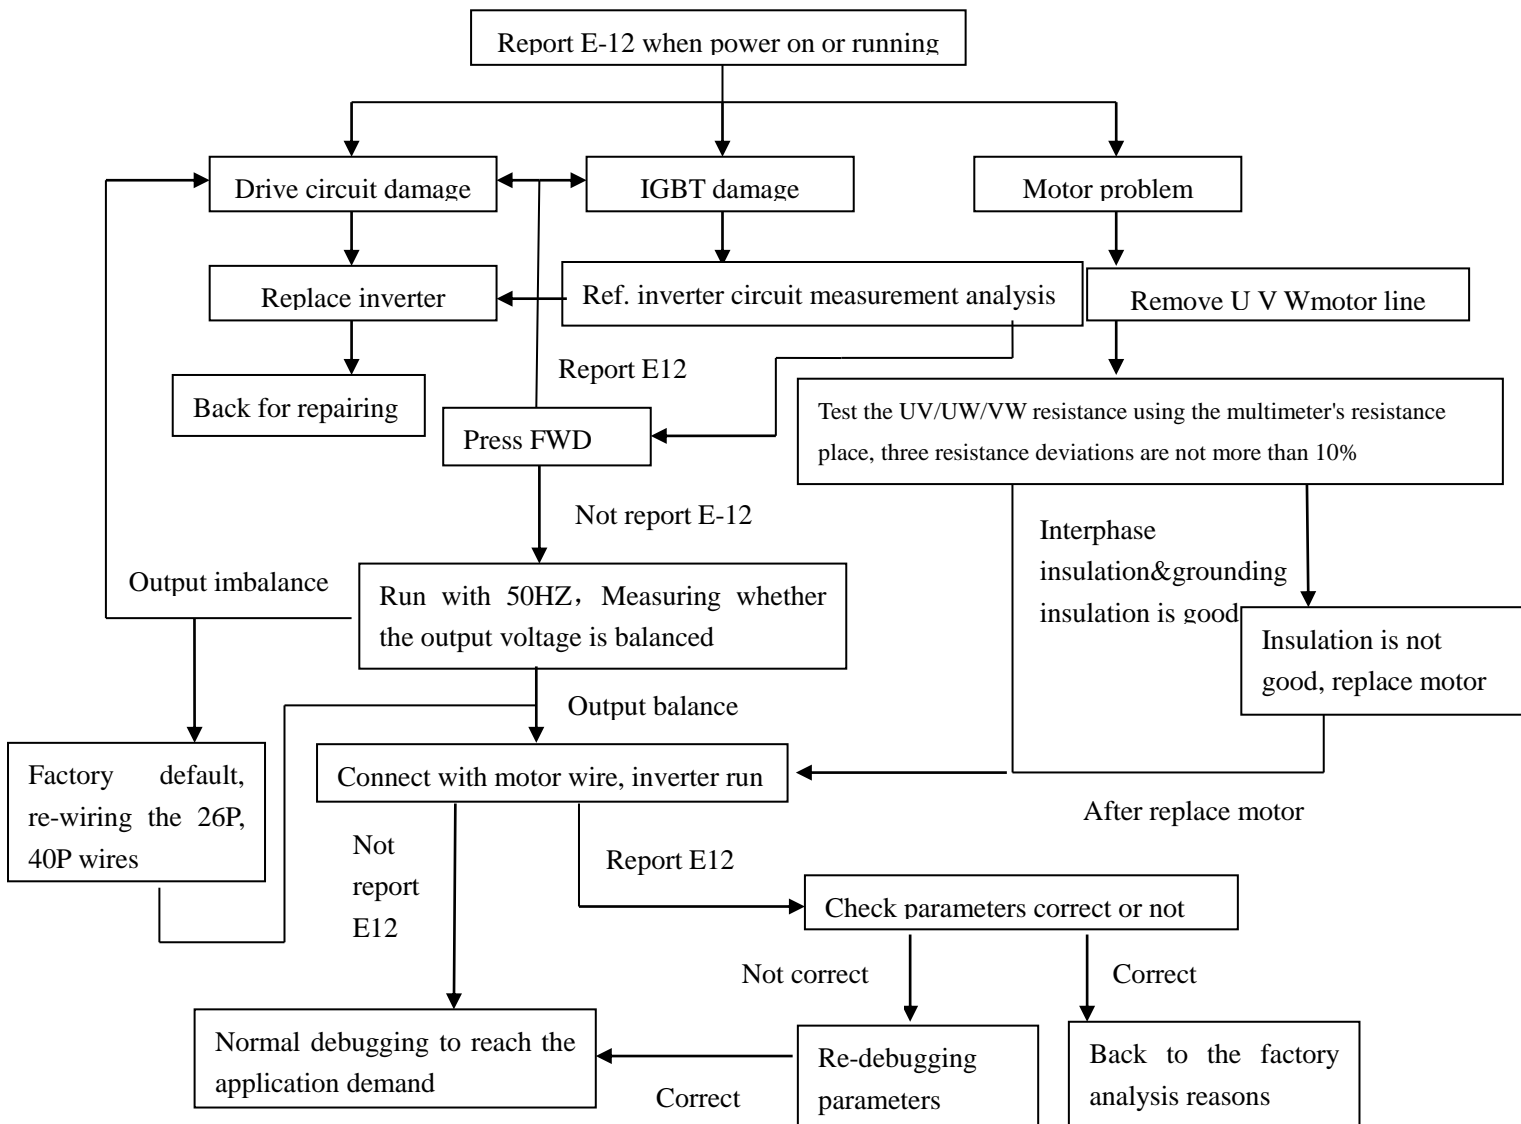 Report E-12 when power on or running
Drive circuit damage
IGBT damage
Motor problem
Replace inverter
Ref. inverter circuit measurement analysis
Remove U V Wmotor line
Report E12
Back for repairing
Press FWD
Test the UV/UW/VW resistance using the multimeter's resistance
place, three resistance deviations are not more than 10%
Not report E-12
Interphase
insulation&grounding
insulation is good
Output imbalance
Run with 50HZ, Measuring whether
the output voltage is balanced
Insulation is not
good, replace motor
Output balance
Factory default,
re-wiring the 26P,
40P wires
Connect with motor wire, inverter run
After replace motor
Not
report
E12
Report E12
Check parameters correct or not
Not correct
Correct
Normal debugging to reach the
application demand
Correct
Re-debugging
parameters
Back to the factory
analysis reasons